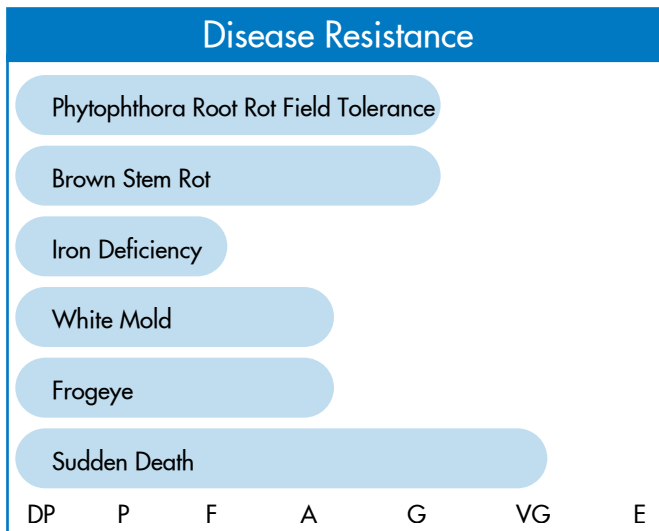 Disease Resistance
Phytophthora Root Rot Field Tolerance
Brown Stem Rot
Iron Deficiency
White Mold
Frogeye
Sudden Death
DP P F A G VG E